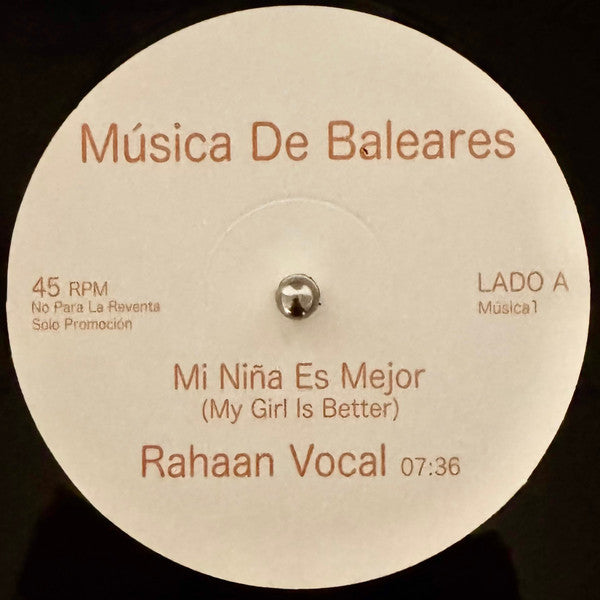 Música De Baleares
45 RPM
No Para La Reventa
Solo Promoción
LADO A
Música1
Mi Niña Es Mejor
(My Girl Is Better)
Rahaan Vocal 07:36